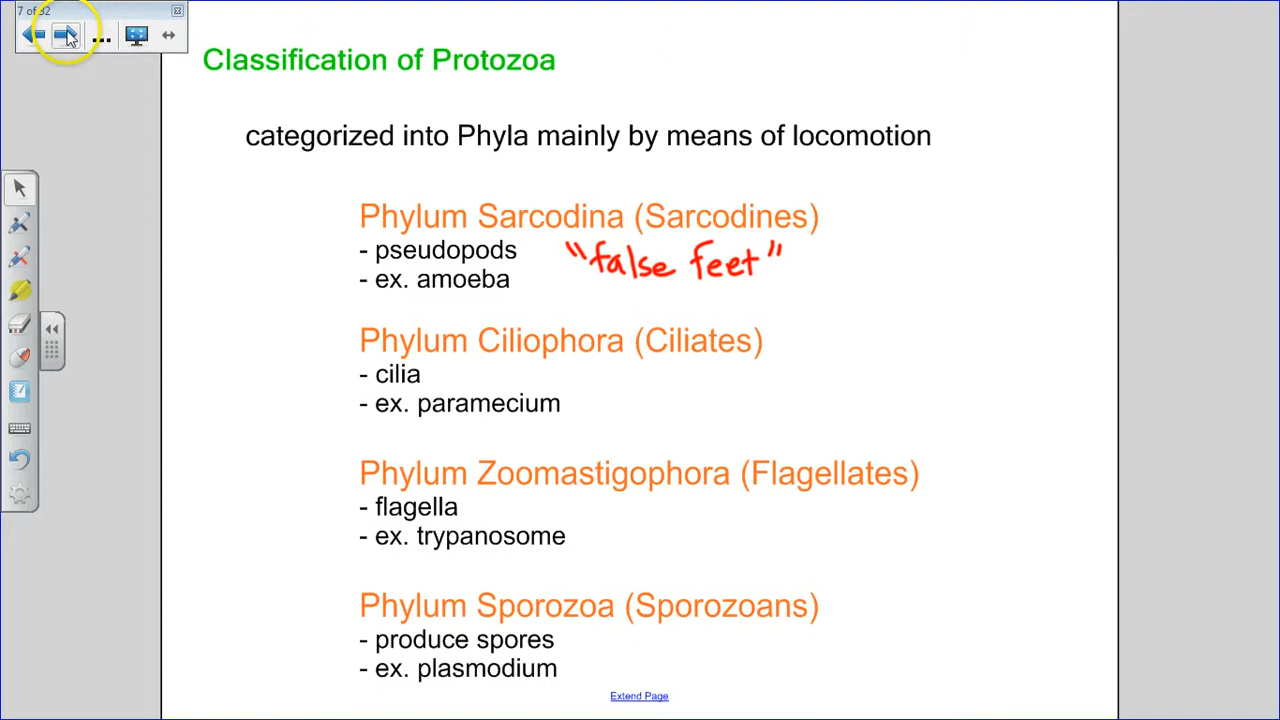 7 of 32
...
Classification of Protozoa
categorized into Phyla mainly by means of locomotion
Phylum Sarcodina (Sarcodines)
- pseudopods "false feet"
- ex. amoeba
Phylum Ciliophora (Ciliates)
- cilia
- ex. paramecium
Phylum Zoomastigophora (Flagellates)
- flagella
- ex. trypanosome
Phylum Sporozoa (Sporozoans)
- produce spores
- ex. plasmodium
Extend Page